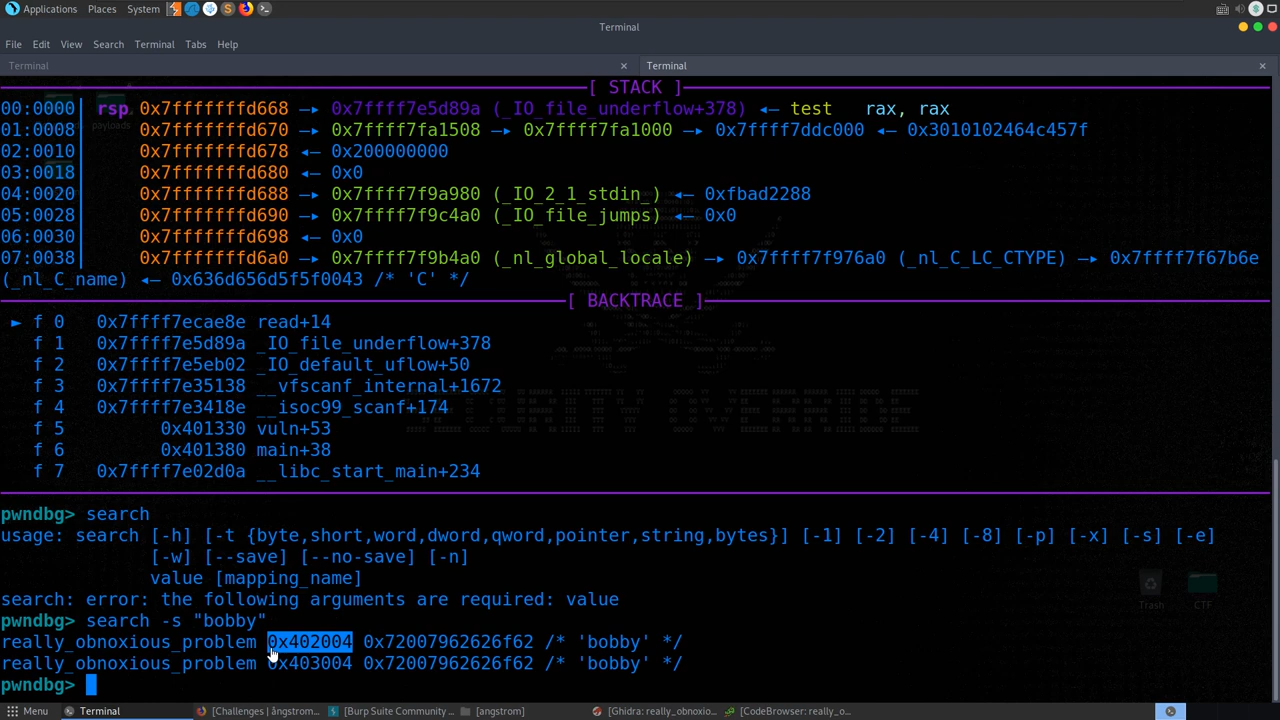 Applications Places System
Terminal
File Edit View Search Terminal Tabs Help
Terminal × Terminal ×
[ STACK ]
00:0000│ rsp 0x7fffffffd668 —▸ 0x7ffff7e5d89a (_IO_file_underflow+378) ◂— test rax, rax
01:0008│ 0x7fffffffd670 —▸ 0x7ffff7fa1508 —▸ 0x7ffff7fa1000 —▸ 0x7ffff7ddc000 ◂— 0x3010102464c457f
02:0010│ 0x7fffffffd678 ◂— 0x200000000
03:0018│ 0x7fffffffd680 ◂— 0x0
04:0020│ 0x7fffffffd688 —▸ 0x7ffff7f9a980 (_IO_2_1_stdin_) ◂— 0xfbad2288
05:0028│ 0x7fffffffd690 —▸ 0x7ffff7f9c4a0 (_IO_file_jumps) ◂— 0x0
06:0030│ 0x7fffffffd698 ◂— 0x0
07:0038│ 0x7fffffffd6a0 —▸ 0x7ffff7f9b4a0 (_nl_global_locale) —▸ 0x7ffff7f976a0 (_nl_C_LC_CTYPE) —▸ 0x7ffff7f67b6e
(_nl_C_name) ◂— 0x636d656d5f5f0043 /* 'C' */
[ BACKTRACE ]
► f 0 0x7ffff7ecae8e read+14
f 1 0x7ffff7e5d89a _IO_file_underflow+378
f 2 0x7ffff7e5eb02 _IO_default_uflow+50
f 3 0x7ffff7e35138 __vfscanf_internal+1672
f 4 0x7ffff7e3418e __isoc99_scanf+174
f 5 0x401330 vuln+53
f 6 0x401380 main+38
f 7 0x7ffff7e02d0a __libc_start_main+234
pwndbg> search
usage: search [-h] [-t {byte,short,word,dword,qword,pointer,string,bytes}] [-1] [-2] [-4] [-8] [-p] [-x] [-s] [-e]
[-w] [--save] [--no-save] [-n]
value [mapping_name]
search: error: the following arguments are required: value
pwndbg> search -s "bobby"
really_obnoxious_problem 0x402004 0x72007962626f62 /* 'bobby' */
really_obnoxious_problem 0x403004 0x72007962626f62 /* 'bobby' */
pwndbg>
payloads
Trash CTF
Menu Terminal [Challenges | ångstrom... [Burp Suite Community ... [angstrom] [Ghidra: really_obnoxio... [CodeBrowser: really_o...